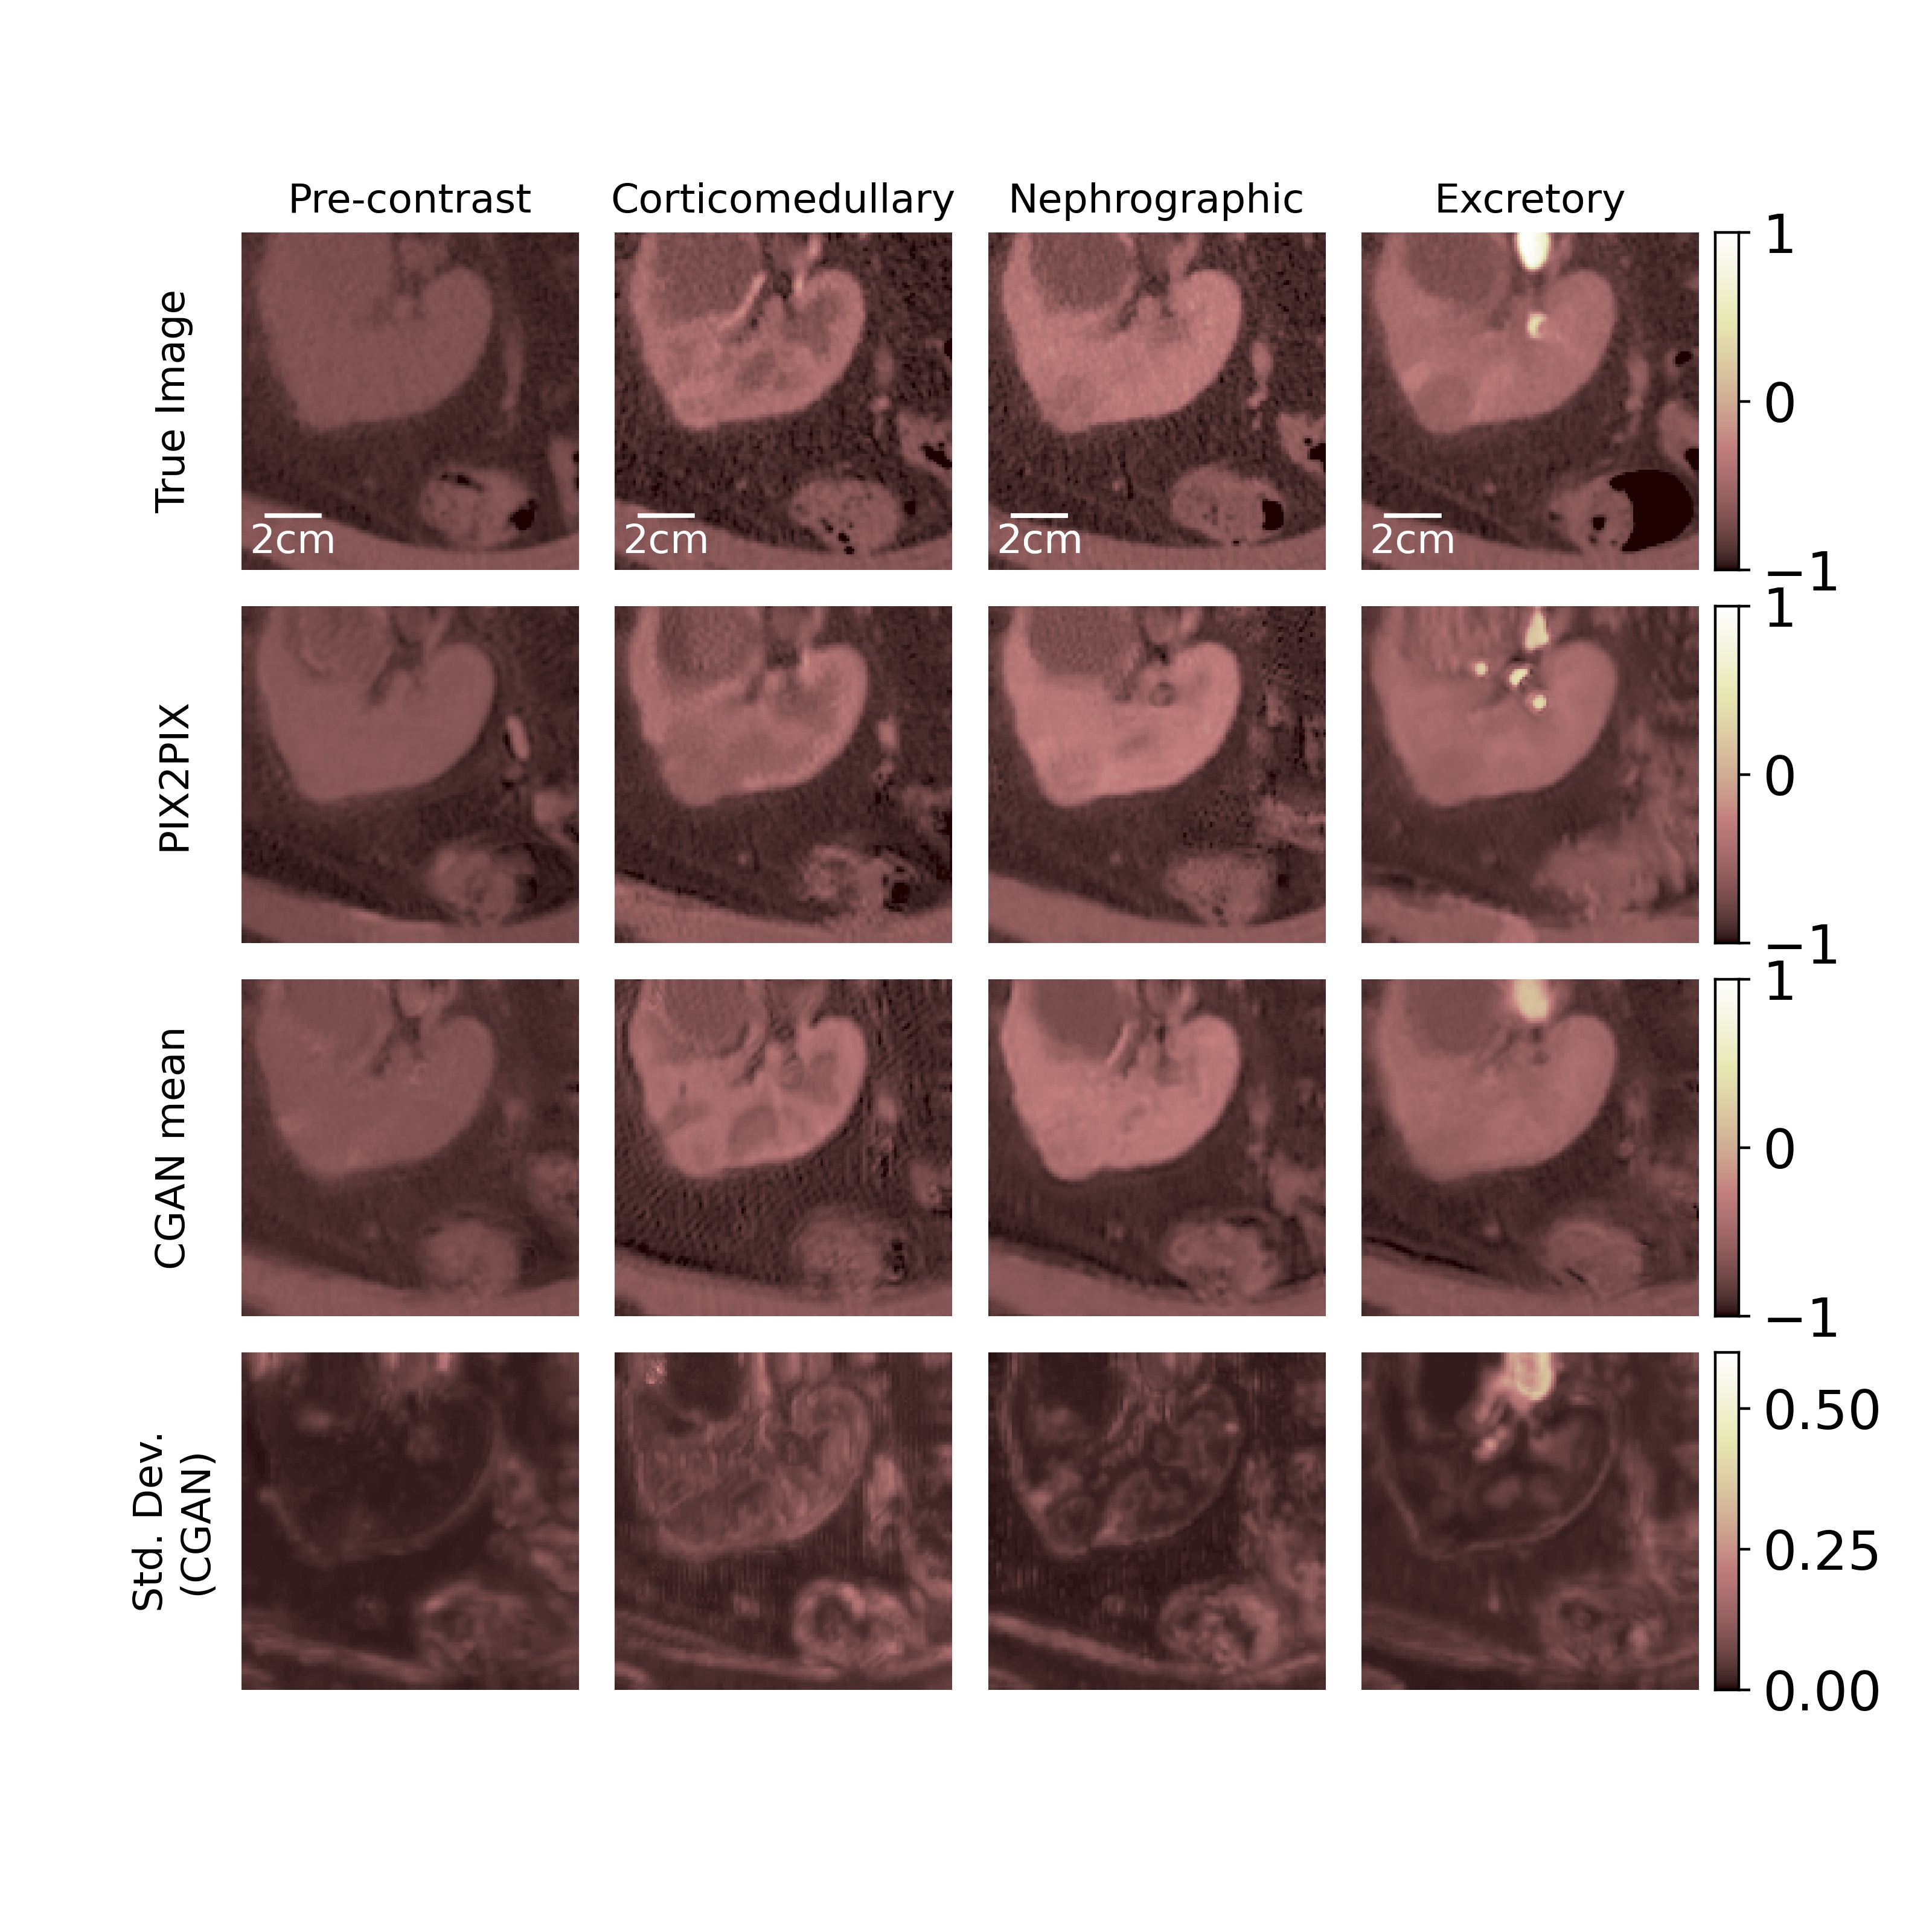 Pre-contrast Corticomedullary Nephrographic Excretory
True Image
2cm 2cm 2cm 2cm
1
0
−1
PIX2PIX
1
0
−1
CGAN mean
1
0
−1
Std. Dev.
(CGAN)
0.50
0.25
0.00